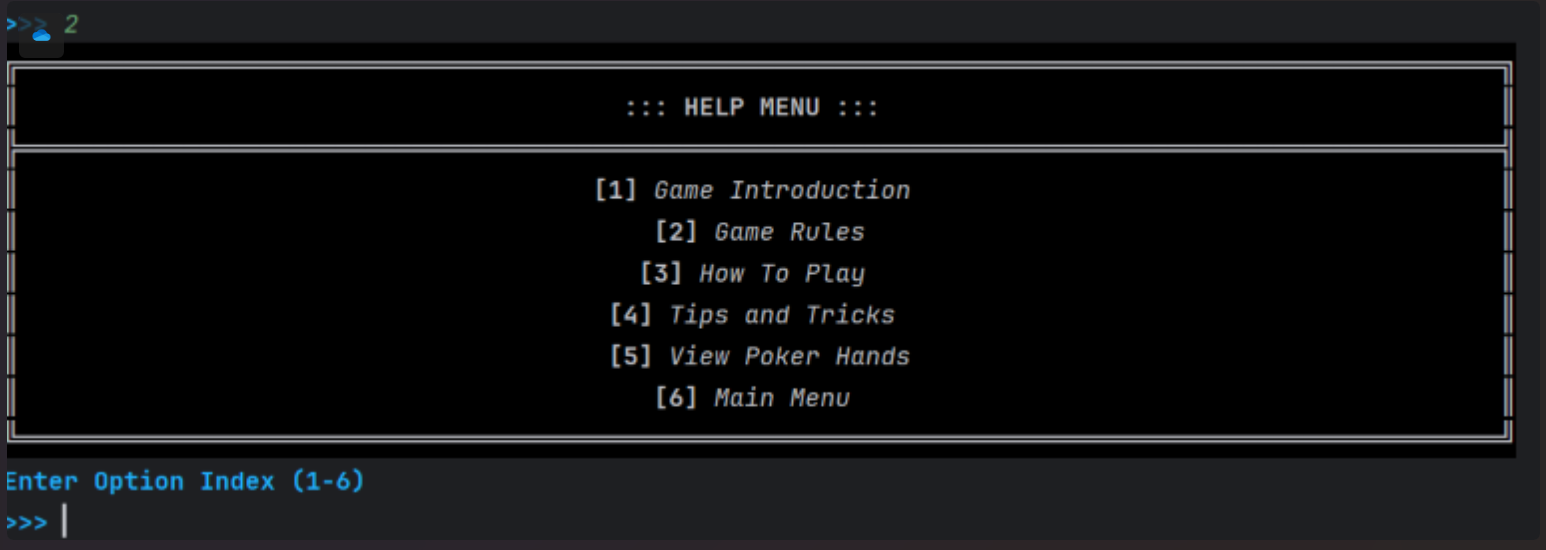 >>> 2
::: HELP MENU :::
[1] Game Introduction
[2] Game Rules
[3] How To Play
[4] Tips and Tricks
[5] View Poker Hands
[6] Main Menu
Enter Option Index (1-6)
>>>